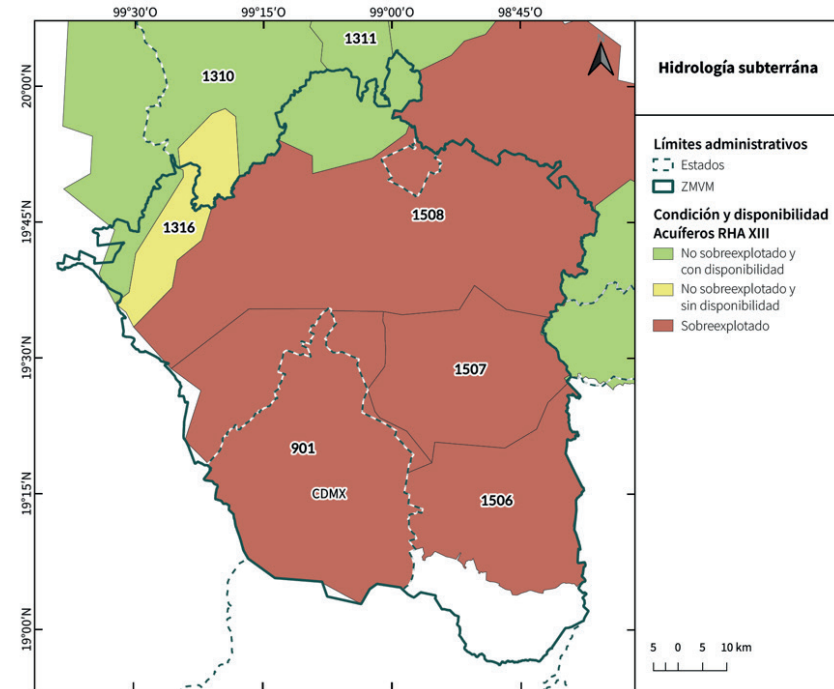 99°30'O 99°15'O 99°00'O 98°45'O
20°00'N
19°45'N
19°30'N
19°15'N
19°00'N
1311
1310
1508
1316
1507
901
CDMX
1506
Hidrología subterrána
Límites administrativos
Estados
ZMVM
Condición y disponibilidad
Acuíferos RHA XIII
No sobreexplotado y
con disponibilidad
No sobreexplotado y
sin disponibilidad
Sobreexplotado
5 0 5 10 km